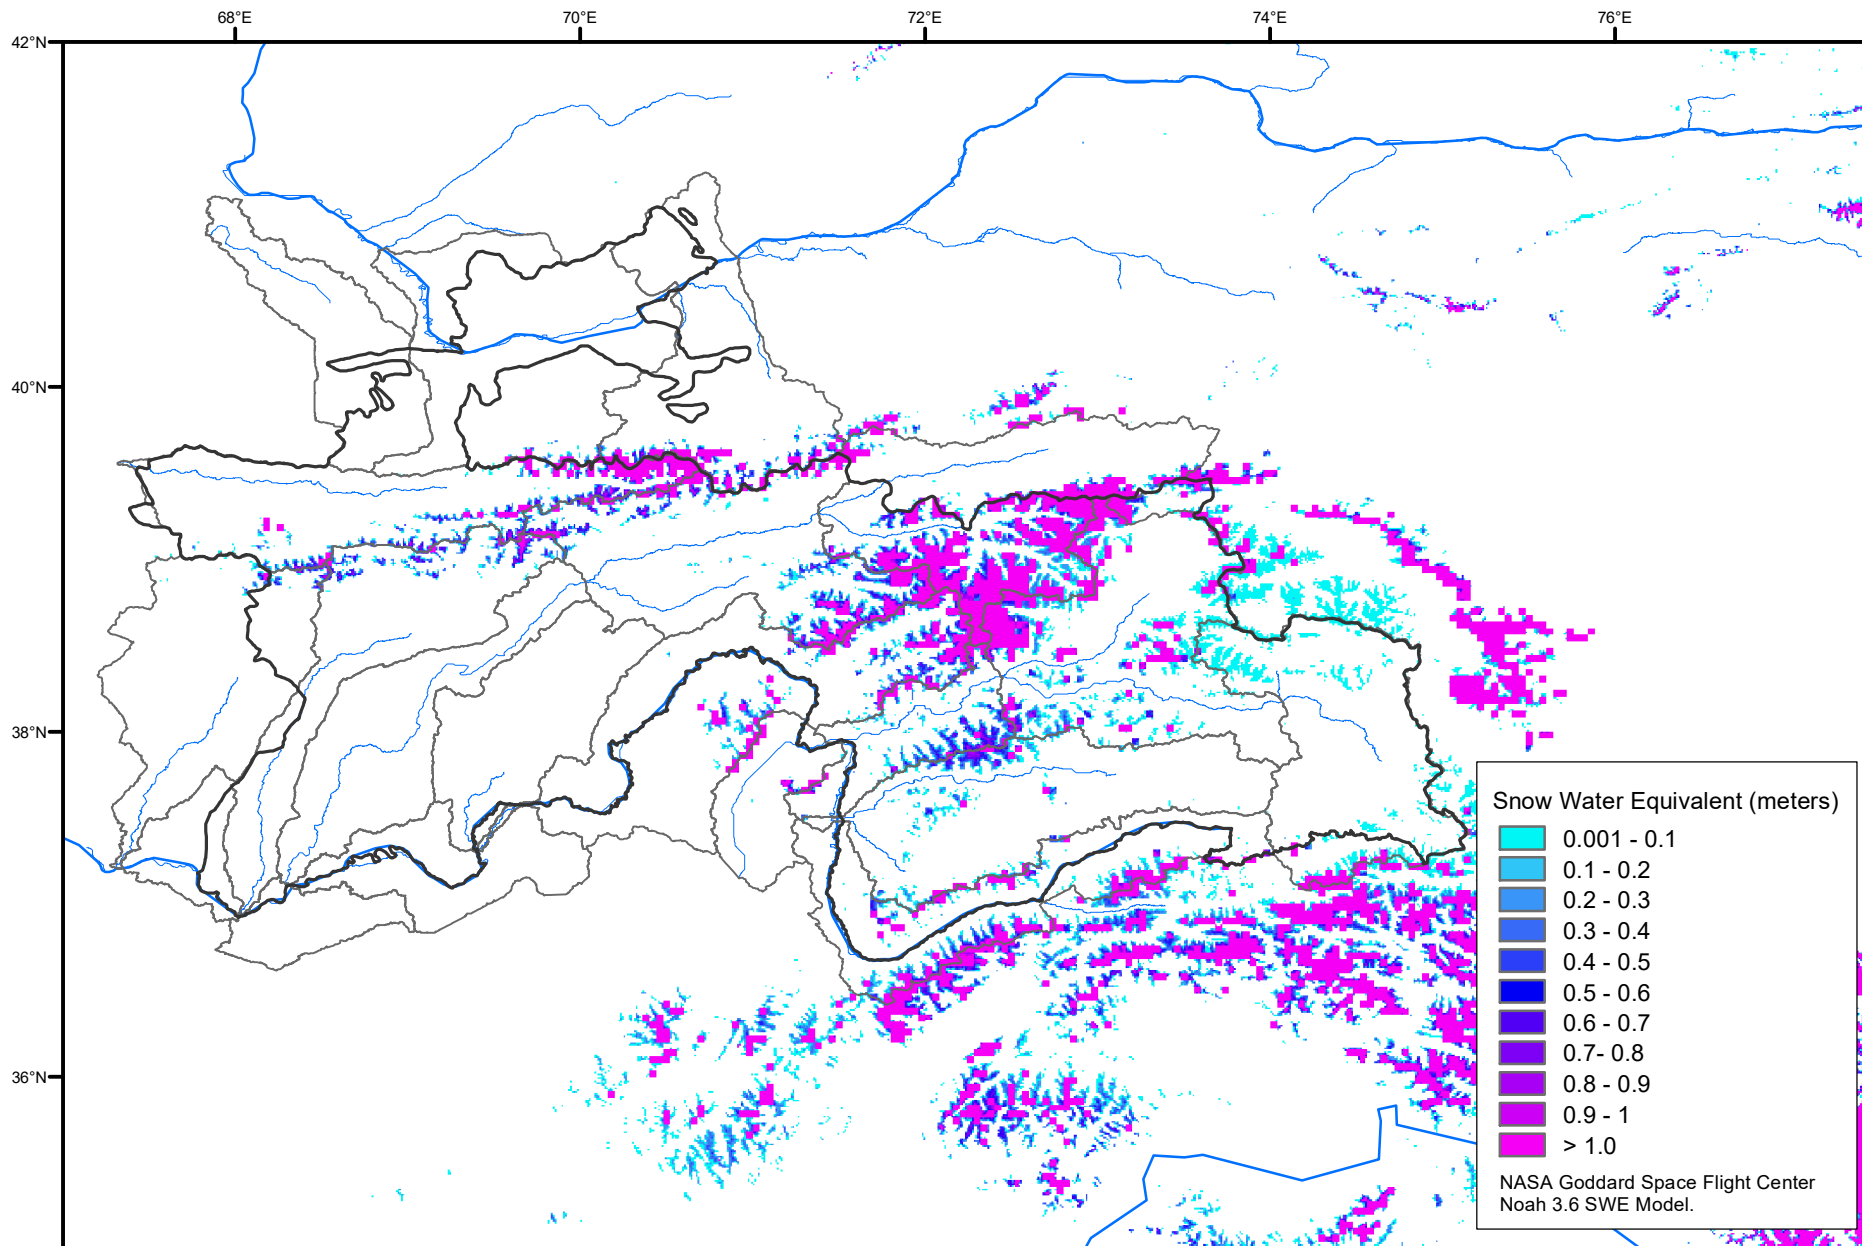 68°E 70°E 72°E 74°E 76°E
42°N
40°N
38°N
36°N
Snow Water Equivalent (meters)
0.001 - 0.1
0.1 - 0.2
0.2 - 0.3
0.3 - 0.4
0.4 - 0.5
0.5 - 0.6
0.6 - 0.7
0.7- 0.8
0.8 - 0.9
0.9 - 1
> 1.0
NASA Goddard Space Flight Center
Noah 3.6 SWE Model.